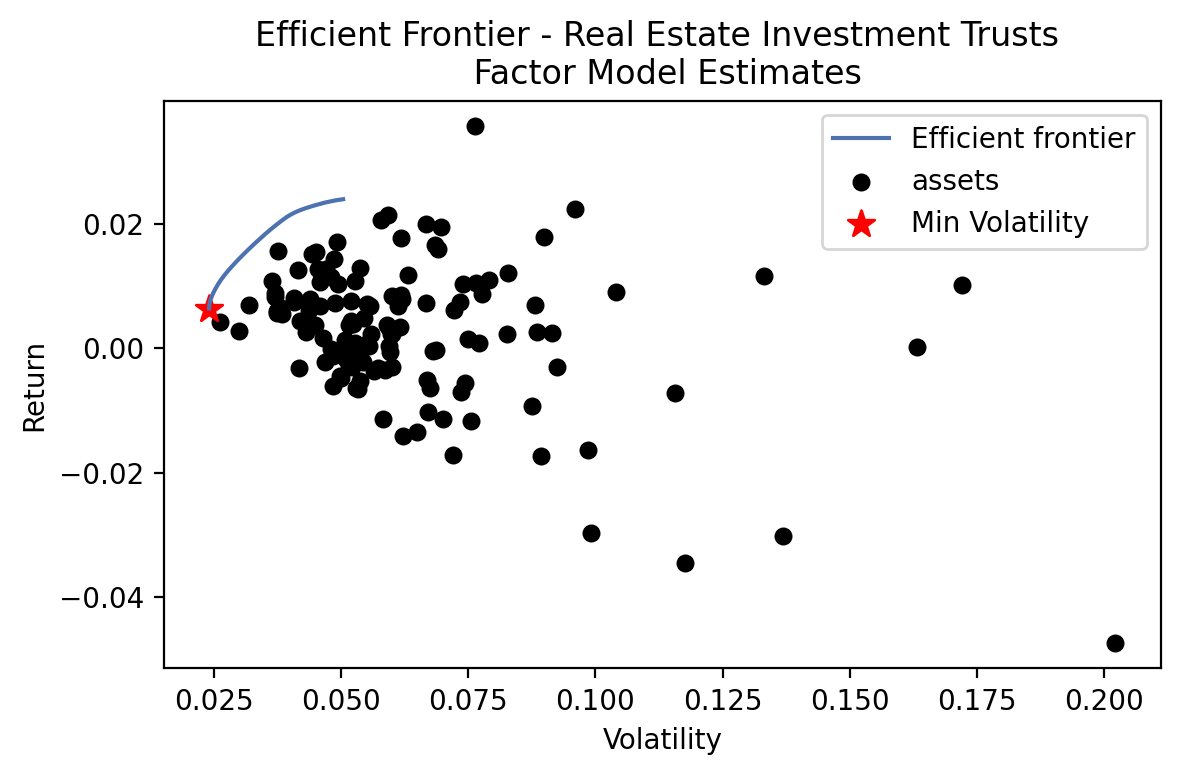 Efficient Frontier - Real Estate Investment Trusts
Factor Model Estimates
Efficient frontier
assets
Min Volatility
Return
0.02
0.00
−0.02
−0.04
0.025 0.050 0.075 0.100 0.125 0.150 0.175 0.200
Volatility